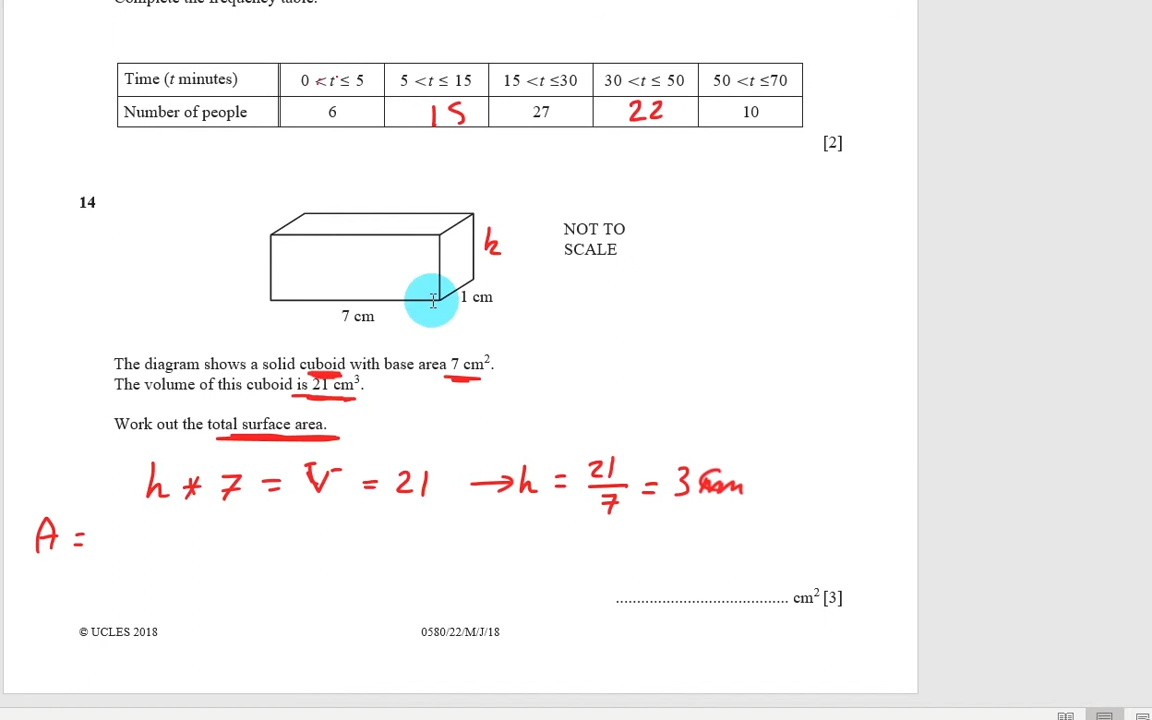 Complete the frequency table.
Time (t minutes) 0 < t ≤ 5 5 < t ≤ 15 15 < t ≤30 30 < t ≤ 50 50 < t ≤70
Number of people 6 15 27 22 10
[2]
14
NOT TO
SCALE
h
1 cm
7 cm
The diagram shows a solid cuboid with base area 7 cm².
The volume of this cuboid is 21 cm³.
Work out the total surface area.
h * 7 = V = 21 → h = 21/7 = 3
A =
........................................... cm² [3]
© UCLES 2018 0580/22/M/J/18